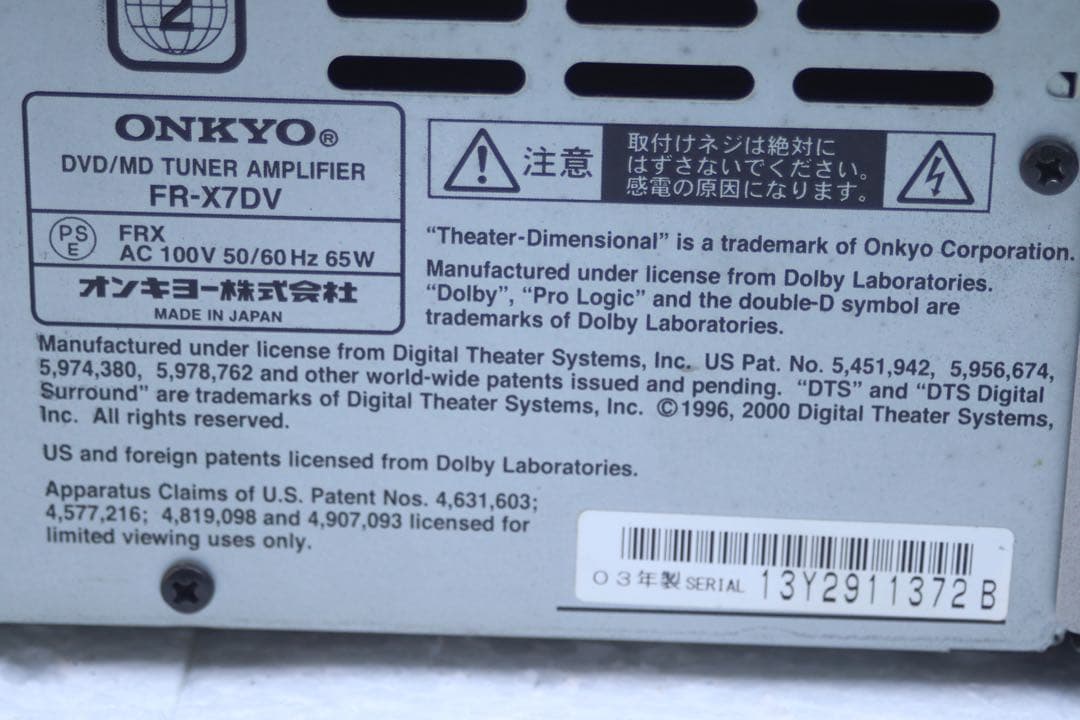 2
ONKYO®
DVD/MD TUNER AMPLIFIER
FR-X7DV
PS
E
FRX
AC 100V 50/60Hz 65W
オンキヨー株式会社
MADE IN JAPAN
注意
取付けネジは絶対に
はずさないでください。
感電の原因になります。
“Theater-Dimensional” is a trademark of Onkyo Corporation.
Manufactured under license from Dolby Laboratories.
“Dolby”, “Pro Logic” and the double-D symbol are
trademarks of Dolby Laboratories.
Manufactured under license from Digital Theater Systems, Inc. US Pat. No. 5,451,942, 5,956,674,
5,974,380, 5,978,762 and other world-wide patents issued and pending. “DTS” and “DTS Digital
Surround” are trademarks of Digital Theater Systems, Inc. ©1996, 2000 Digital Theater Systems,
Inc. All rights reserved.
US and foreign patents licensed from Dolby Laboratories.
Apparatus Claims of U.S. Patent Nos. 4,631,603;
4,577,216; 4,819,098 and 4,907,093 licensed for
limited viewing uses only.
03年製 SERIAL 13Y2911372B